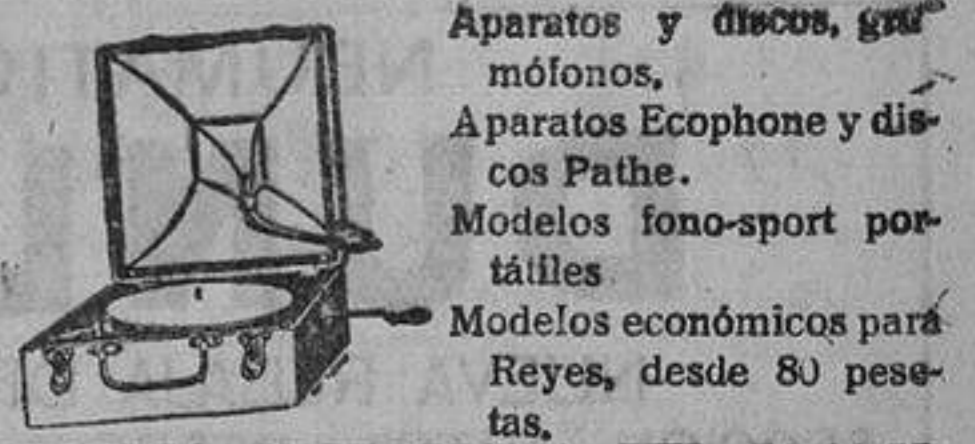 Aparatos y discos, gra-
mófonos,
Aparatos Ecophone y dis-
cos Pathe.
Modelos fono-sport por-
tátiles
Modelos económicos para
Reyes, desde 80 pese-
tas.